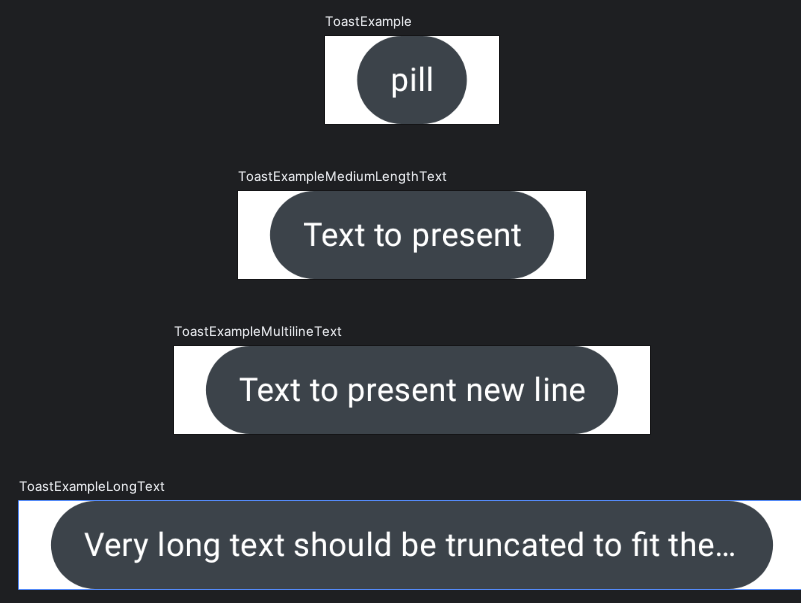 ToastExample
pill
ToastExampleMediumLengthText
Text to present
ToastExampleMultilineText
Text to present new line
ToastExampleLongText
Very long text should be truncated to fit the…